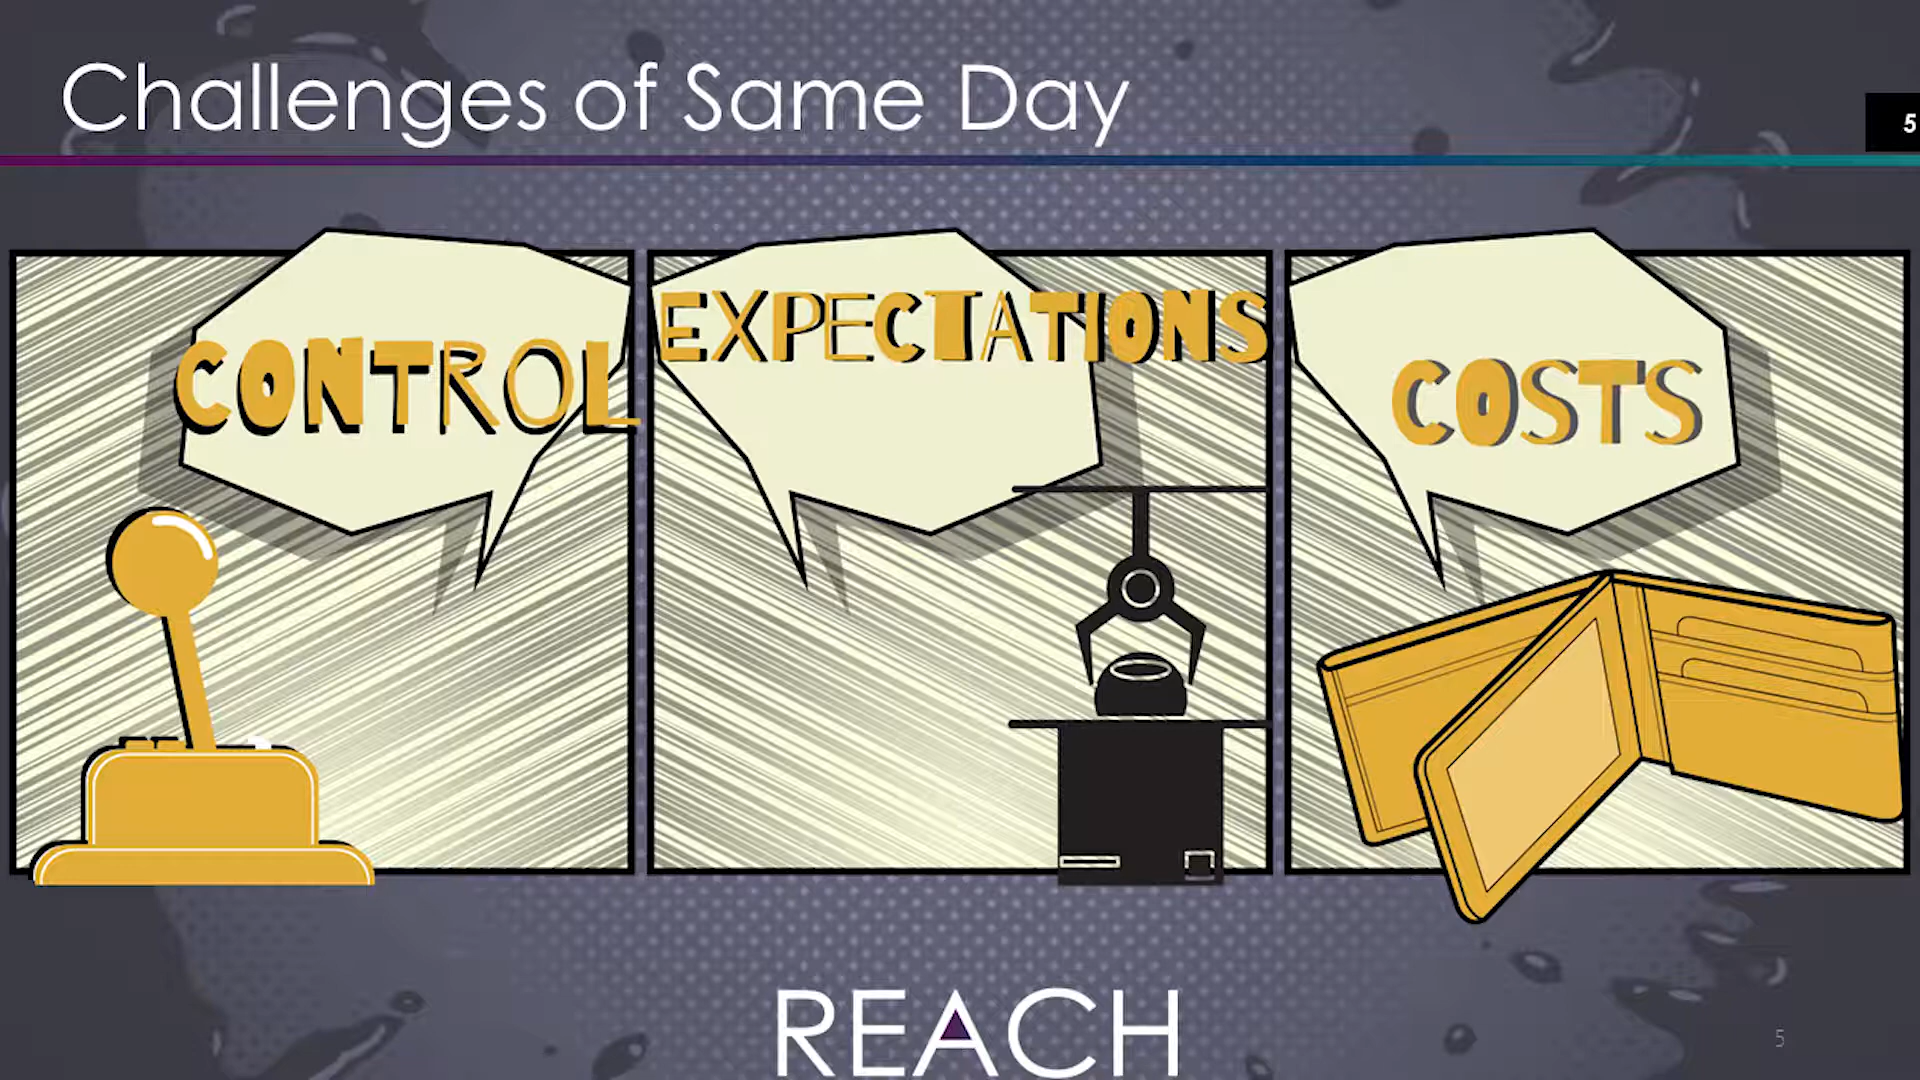 Challenges of Same Day
5
CONTROL
EXPECTATIONS
COSTS
REACH
5